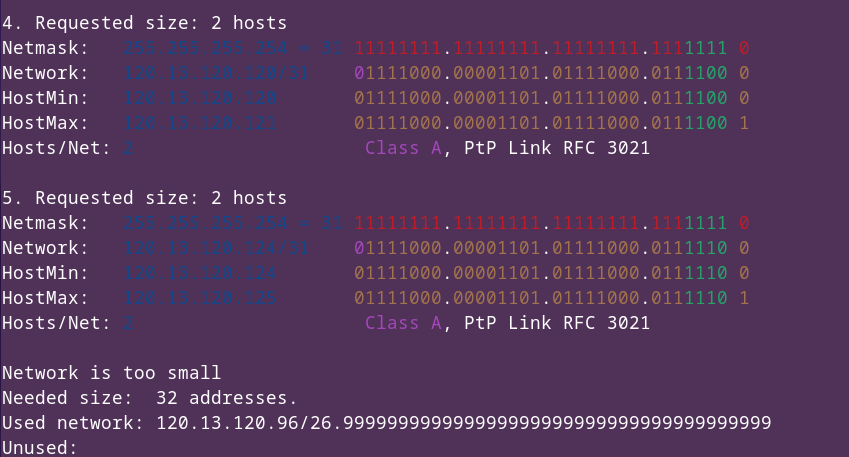 4. Requested size: 2 hosts
Netmask: 255.255.255.254 = 31 11111111.11111111.11111111.1111111 0
Network: 120.13.120.120/31 01111000.00001101.01111000.0111100 0
HostMin: 120.13.120.120 01111000.00001101.01111000.0111100 0
HostMax: 120.13.120.121 01111000.00001101.01111000.0111100 1
Hosts/Net: 2 Class A, PtP Link RFC 3021
5. Requested size: 2 hosts
Netmask: 255.255.255.254 = 31 11111111.11111111.11111111.1111111 0
Network: 120.13.120.124/31 01111000.00001101.01111000.0111110 0
HostMin: 120.13.120.124 01111000.00001101.01111000.0111110 0
HostMax: 120.13.120.125 01111000.00001101.01111000.0111110 1
Hosts/Net: 2 Class A, PtP Link RFC 3021
Network is too small
Needed size: 32 addresses.
Used network: 120.13.120.96/26.999999999999999999999999999999999999999
Unused: